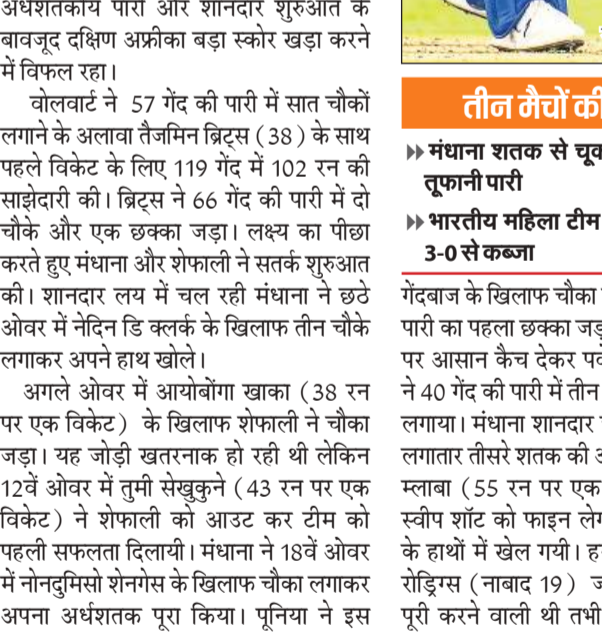 अर्धशतकीय पारी और शानदार शुरुआत के
बावजूद दक्षिण अफ्रीका बड़ा स्कोर खड़ा करने
में विफल रहा।
वोलवार्ट ने 57 गेंद की पारी में सात चौकों
लगाने के अलावा तैजमिन ब्रिट्स (38) के साथ
पहले विकेट के लिए 119 गेंद में 102 रन की
साझेदारी की। ब्रिट्स ने 66 गेंद की पारी में दो
चौके और एक छक्का जड़ा। लक्ष्य का पीछा
करते हुए मंधाना और शेफाली ने सतर्क शुरुआत
की। शानदार लय में चल रही मंधाना ने छठे
ओवर में नेदिन डि क्लर्क के खिलाफ तीन चौके
लगाकर अपने हाथ खोले।
अगले ओवर में आयोबोंगा खाका (38 रन
पर एक विकेट) के खिलाफ शेफाली ने चौका
जड़ा। यह जोड़ी खतरनाक हो रही थी लेकिन
12वें ओवर में तुमी सेखुकुने (43 रन पर एक
विकेट) ने शेफाली को आउट कर टीम को
पहली सफलता दिलायी। मंधाना ने 18वें ओवर
में नोनदुमिसो शेनगेस के खिलाफ चौका लगाकर
अपना अर्धशतक पूरा किया। पूनिया ने इस
तीन मैचों की
मंधाना शतक से चूक
तूफानी पारी
भारतीय महिला टीम
3-0 से कब्जा
गेंदबाज के खिलाफ चौका
पारी का पहला छक्का जड़
पर आसान कैच देकर
ने 40 गेंद की पारी में तीन
लगाया। मंधाना शानदार
लगातार तीसरे शतक की
म्लाबा (55 रन पर एक
स्वीप शॉट को फाइन
के हाथों में खेल गयी।
रोड्रिग्स (नाबाद 19)
पूरी करने वाली थी तभी